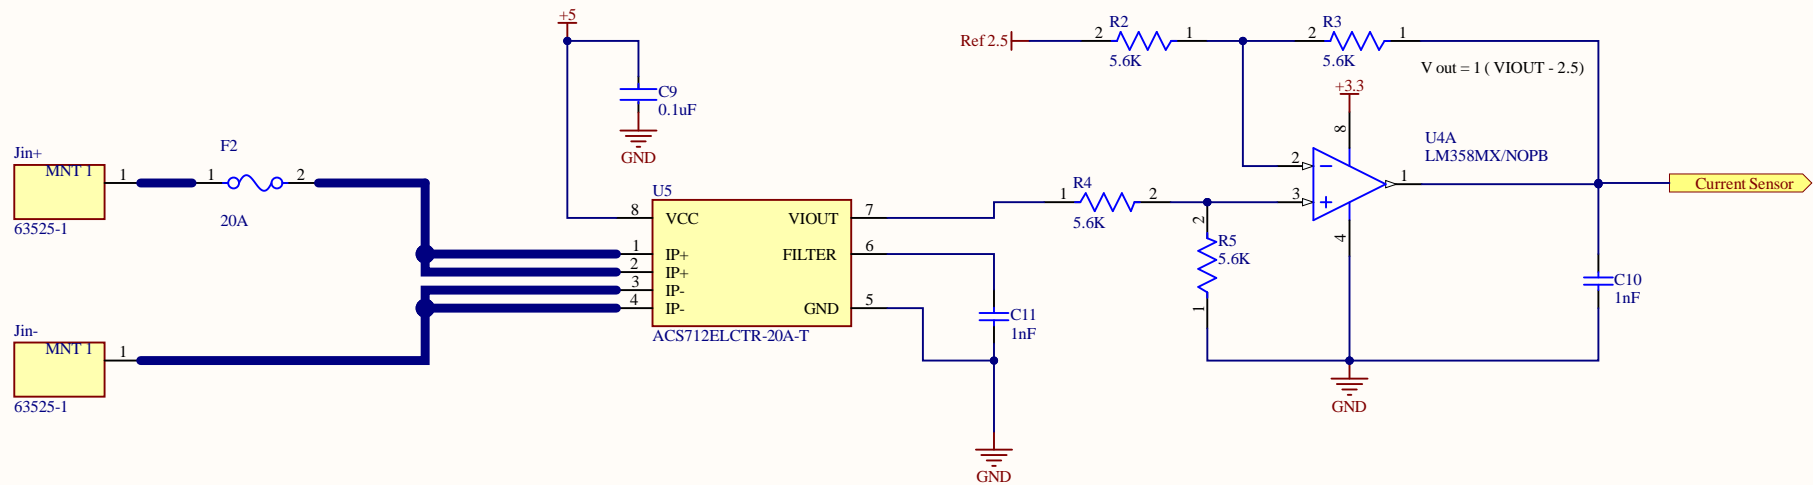 +5
C9
0.1uF
GND
Jin+
MNT 1
1
63525-1
F2
1
2
20A
Jin-
MNT 1
1
63525-1
U5
8
VCC
VIOUT
7
1
IP+
FILTER
6
2
IP+
3
IP-
4
IP-
GND
5
ACS712ELCTR-20A-T
C11
1nF
GND
Ref 2.5
R2
2
1
5.6K
R3
2
1
5.6K
V out = 1 ( VIOUT - 2.5)
+3.3
8
U4A
LM358MX/NOPB
2
3
1
4
R4
1
2
5.6K
2
R5
5.6K
1
Current Sensor
C10
1nF
GND